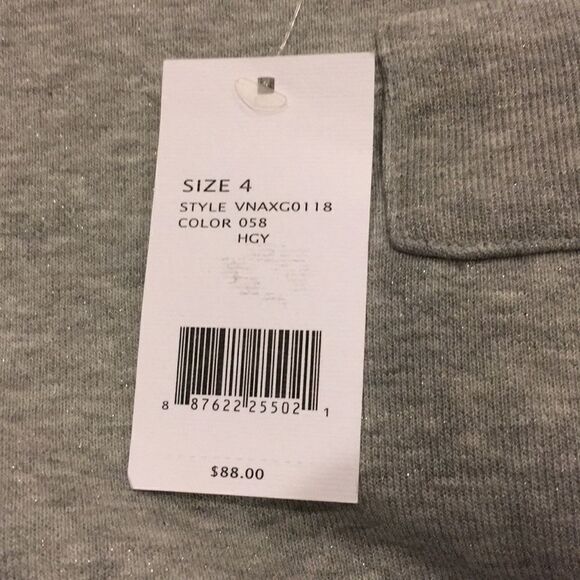 SIZE 4
STYLE VNAXG0118
COLOR 058
HGY
8 87622 25502 1
$88.00